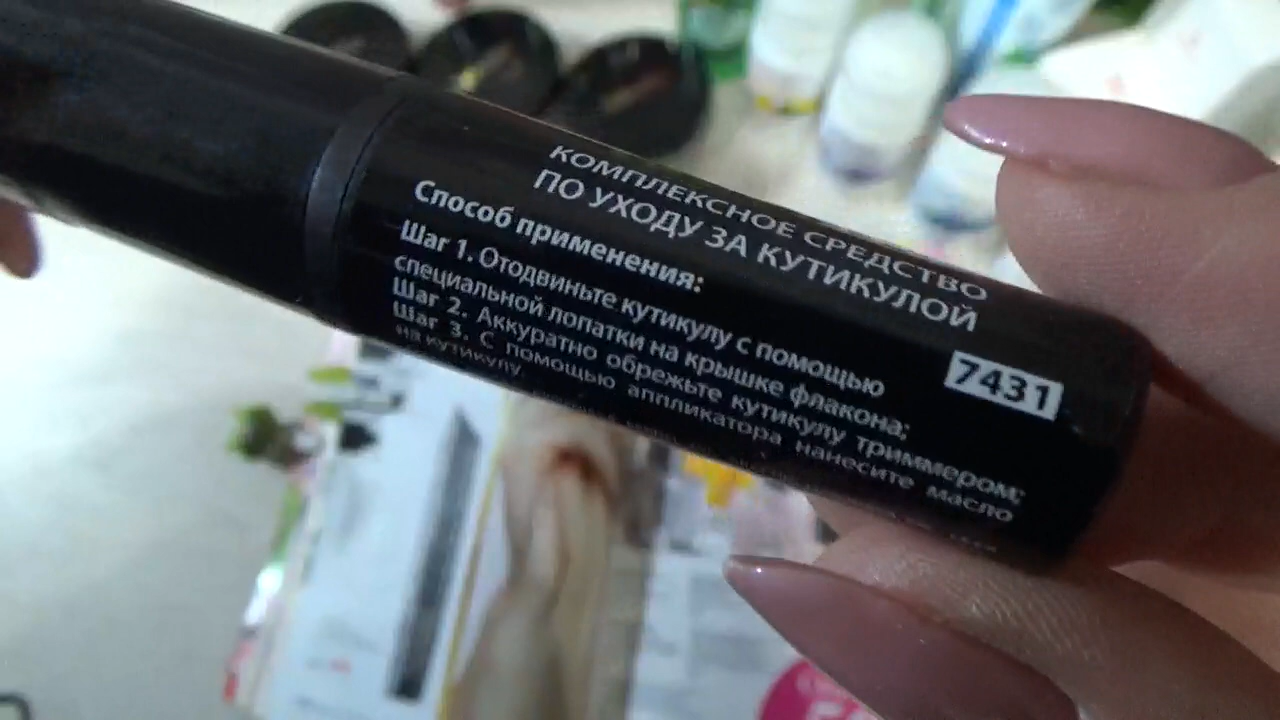 КОМПЛЕКСНОЕ СРЕДСТВО
ПО УХОДУ ЗА КУТИКУЛОЙ
7431
Способ применения:
Шаг 1. Отодвиньте кутикулу с помощью
специальной лопатки на крышке флакона;
Шаг 2. Аккуратно обрежьте кутикулу триммером;
Шаг 3. С помощью аппликатора нанесите масло
на кутикулу.